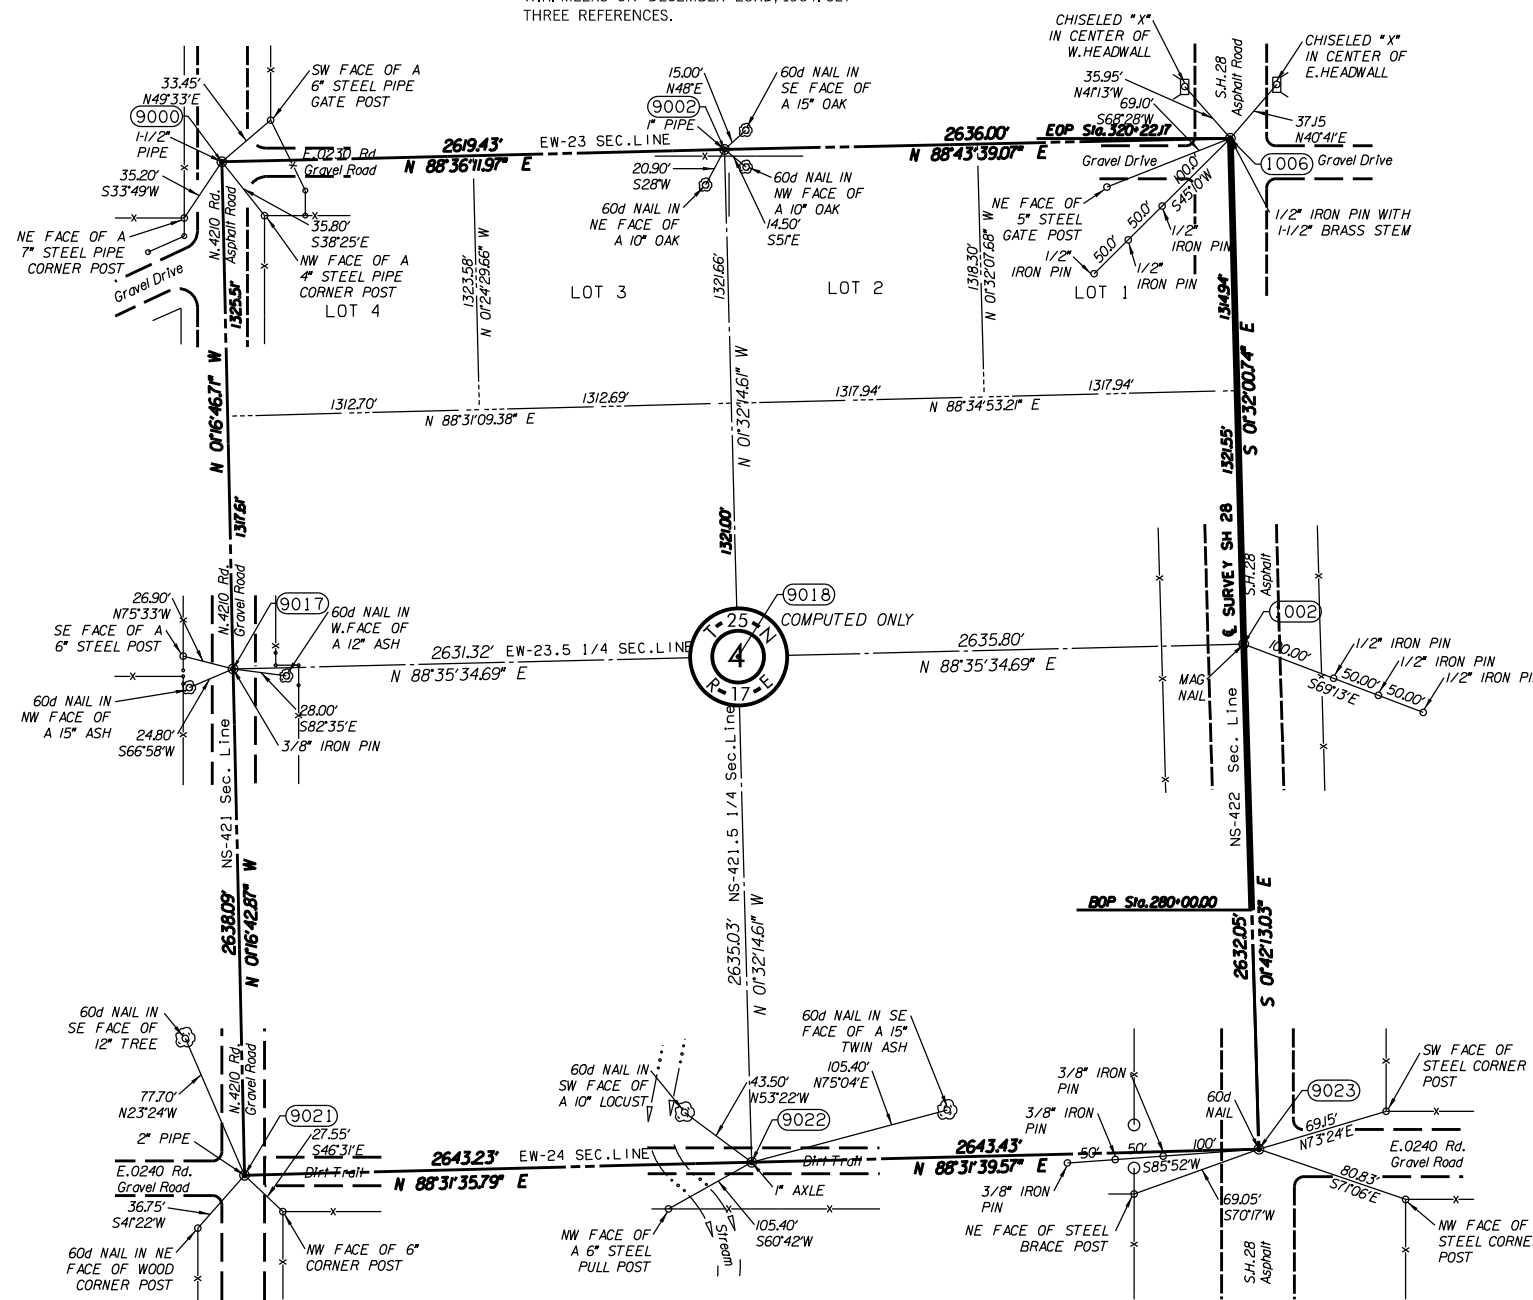 THREE REFERENCES.
SW FACE OF A
6" STEEL PIPE
GATE POST
33.45'
N49°33'E
9000
1-1/2"
PIPE
35.20'
S33°49'W
NE FACE OF A
7" STEEL PIPE
CORNER POST
Gravel Drive
N.4210 Rd.
Asphalt Road
E.0230 Rd
Gravel Road
35.80'
S38°25'E
NW FACE OF A
4" STEEL PIPE
CORNER POST
LOT 4
2619.43'
EW-23 SEC.LINE
N 88°36'11.97" E
15.00'
N48°E
9002
1" PIPE
60d NAIL IN
SE FACE OF
A 15" OAK
20.90'
S28°W
60d NAIL IN
NE FACE OF
A 10" OAK
60d NAIL IN
NW FACE OF
A 10" OAK
14.50'
S51°E
2636.00'
N 88°43'39.07" E
EOP Sta.320+22.17
CHISELED "X"
IN CENTER OF
W.HEADWALL
35.95'
N41°13'W
69.10'
S68°28'W
S.H.28
Asphalt Road
CHISELED "X"
IN CENTER OF
E.HEADWALL
37.15
N40°41'E
1006
Gravel Drive
Gravel Drive
100.0'
S45°10'W
50.0'
50.0'
NE FACE OF
5" STEEL
GATE POST
1/2"
IRON PIN
1/2"
IRON PIN
1/2"
IRON PIN
1/2" IRON PIN WITH
1-1/2" BRASS STEM
1325.51'
N 01°16'46.71" W
1323.58'
N 01°24'29.66" W
LOT 3
1321.66'
LOT 2
1318.30'
N 01°32'07.68" W
LOT 1
1314.94'
S 01°32'00.74" E
1312.70'
N 88°31'09.38" E
1312.69'
N 01°32'14.61" W
1317.94'
N 88°34'53.21" E
1317.94'
1321.55'
1317.61'
1321.00'
℄ SURVEY SH 28
S.H.28
Asphalt
26.90'
N75°33'W
SE FACE OF A
6" STEEL POST
N.4210 Rd.
Gravel Road
9017
60d NAIL IN
W.FACE OF
A 12" ASH
60d NAIL IN
NW FACE OF
A 15" ASH
24.80'
S66°58'W
28.00'
S82°35'E
3/8" IRON PIN
2631.32'
EW-23.5 1/4 SEC.LINE
N 88°35'34.69" E
9018
COMPUTED ONLY
T-25-N
4
R-17-E
2635.80'
N 88°35'34.69" E
1002
MAG
NAIL
100.00'
S69°13'E
50.00'
50.00'
1/2" IRON PIN
1/2" IRON PIN
1/2" IRON PI
NS-421 Sec. Line
2638.09'
N 01°16'42.87" W
NS-421.5 1/4 Sec.Line
2635.03'
N 01°32'14.61" W
NS-422 Sec. Line
BOP Sta.280+00.00
2632.05'
S 01°42'13.03" E
60d NAIL IN
SE FACE OF
12" TREE
77.70'
N23°24'W
N.4210 Rd.
Gravel Road
9021
2" PIPE
27.55'
S46°31'E
E.0240 Rd.
Gravel Road
Dirt Trail
36.75'
S41°22'W
60d NAIL IN NE
FACE OF WOOD
CORNER POST
NW FACE OF 6"
CORNER POST
2643.23'
EW-24 SEC.LINE
N 88°31'35.79" E
60d NAIL IN
SW FACE OF
A 10" LOCUST
43.50'
N53°22'W
9022
60d NAIL IN SE
FACE OF A 15"
TWIN ASH
105.40'
N75°04'E
Dirt Trail
1" AXLE
105.40'
S60°42'W
NW FACE OF
A 6" STEEL
PULL POST
Stream
2643.43'
N 88°31'39.57" E
3/8" IRON
PIN
3/8" IRON
PIN
3/8" IRON
PIN
50'
50'
100'
S85°52'W
60d
NAIL
9023
SW FACE OF
STEEL CORNER
POST
69.15'
N73°24'E
E.0240 Rd.
Gravel Road
80.83'
S71°06'E
69.05'
S70°17'W
NE FACE OF STEEL
BRACE POST
S.H.28
Asphalt
NW FACE OF
STEEL CORNE
POST